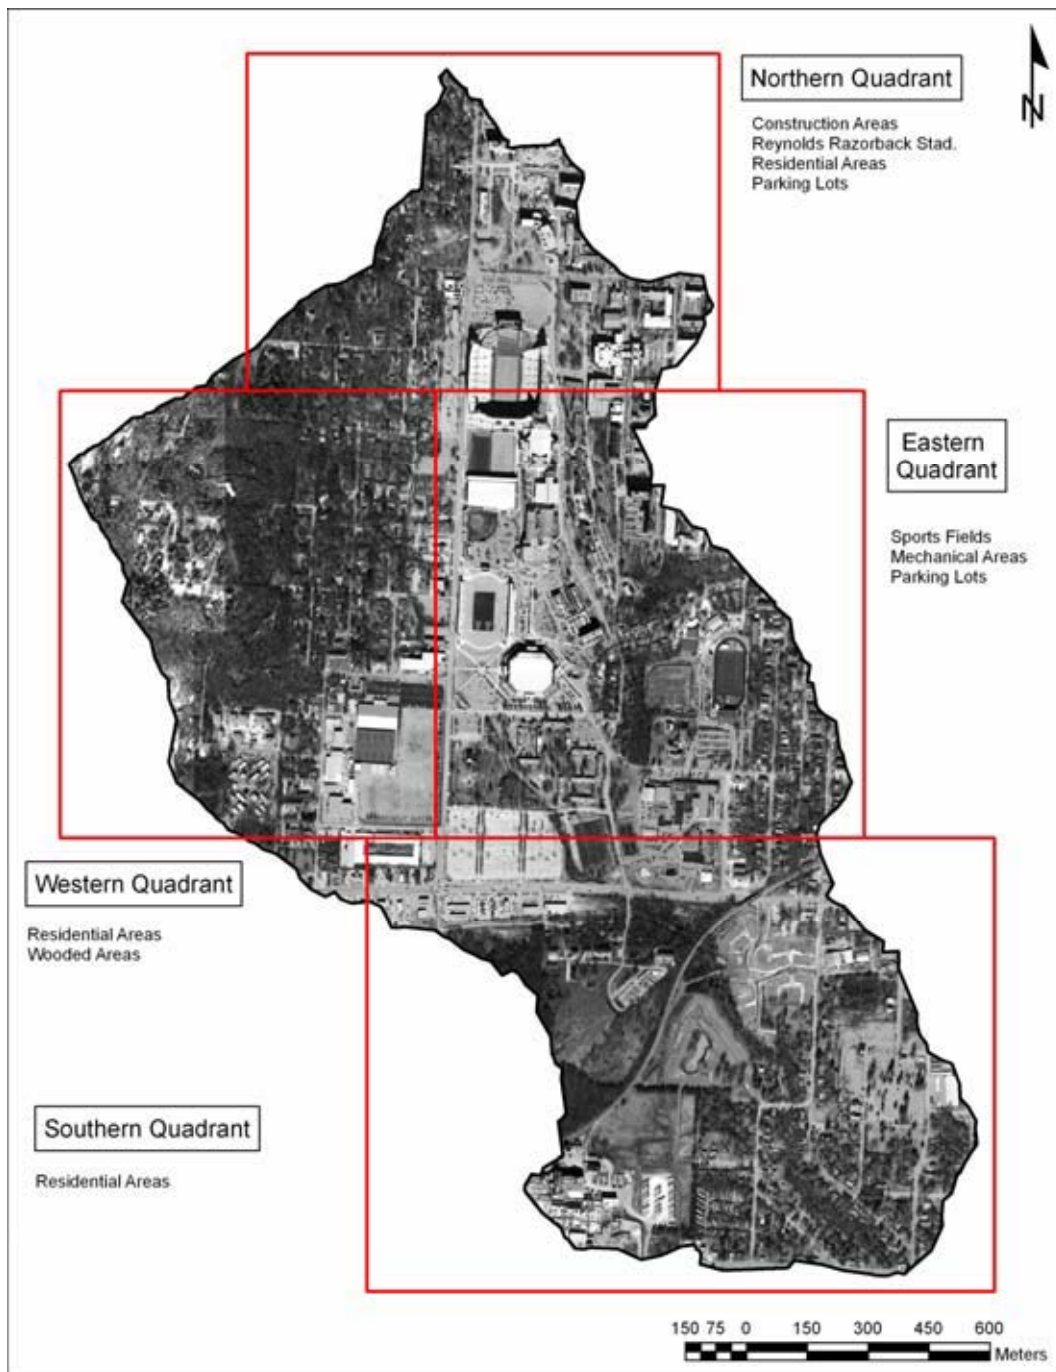 Northern Quadrant
Construction Areas
Reynolds Razorback Stad.
Residential Areas
Parking Lots
N
Eastern
Quadrant
Sports Fields
Mechanical Areas
Parking Lots
Western Quadrant
Residential Areas
Wooded Areas
Southern Quadrant
Residential Areas
150 75 0 150 300 450 600
Meters